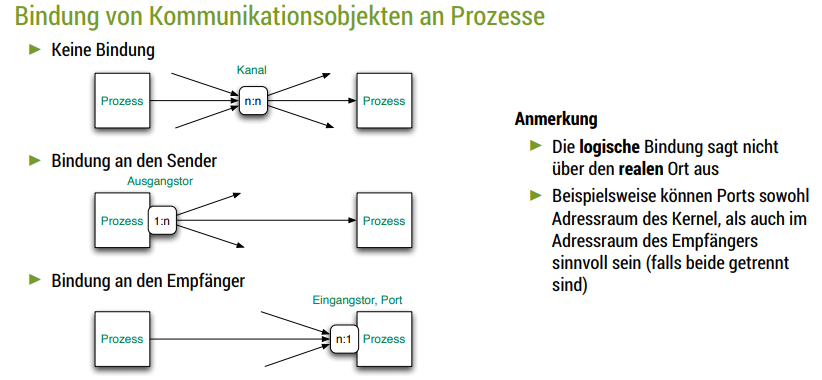 Bindung von Kommunikationsobjekten an Prozesse
Keine Bindung
Kanal
Prozess
n:n
Prozess
Bindung an den Sender
Ausgangstor
Prozess
1:n
Prozess
Bindung an den Empfänger
Eingangstor, Port
Prozess
n:1
Prozess
Anmerkung
Die logische Bindung sagt nicht
über den realen Ort aus
Beispielsweise können Ports sowohl
Adressraum des Kernel, als auch im
Adressraum des Empfängers
sinnvoll sein (falls beide getrennt
sind)